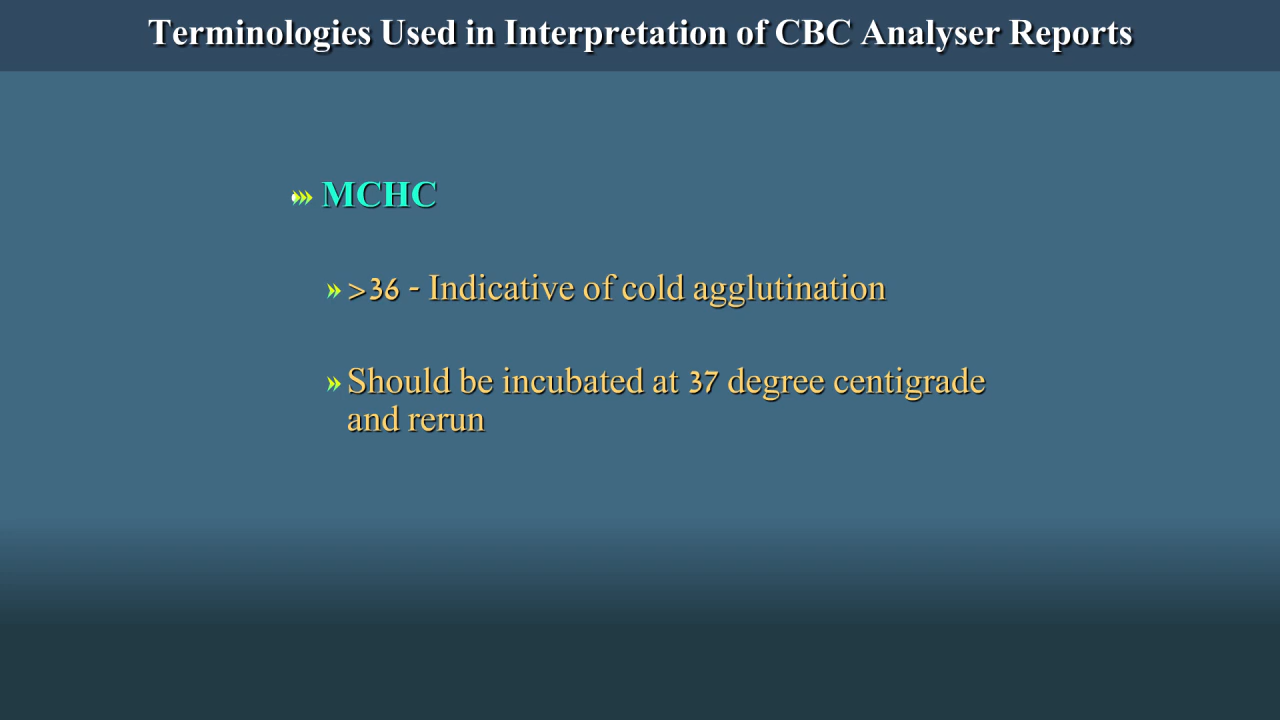 Terminologies Used in Interpretation of CBC Analyser Reports
MCHC
>36 - Indicative of cold agglutination
Should be incubated at 37 degree centigrade
and rerun